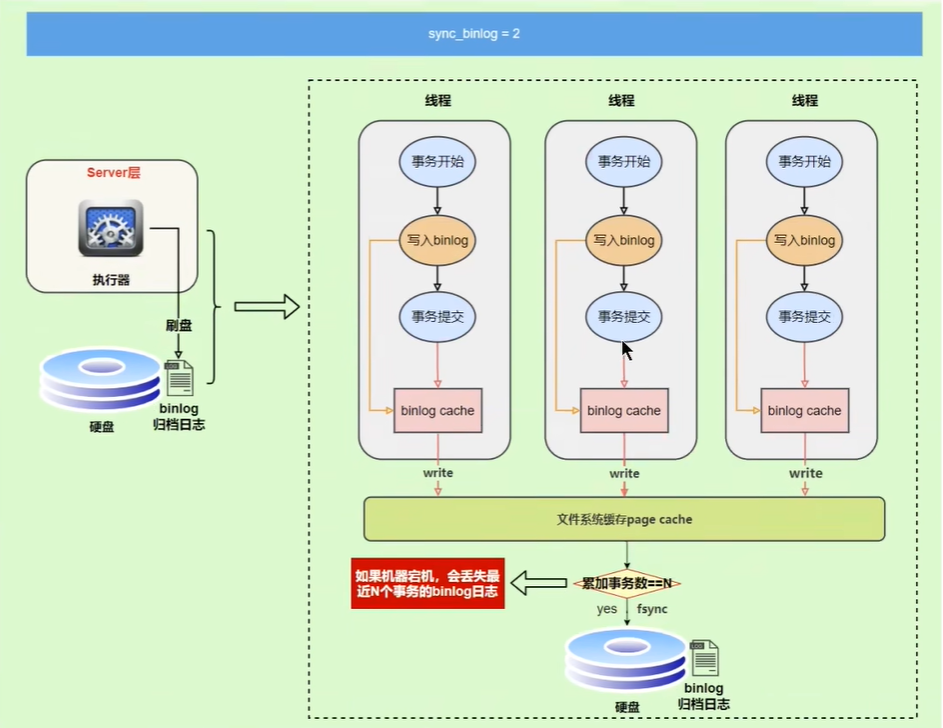 sync_binlog = 2
Server层
执行器
刷盘
硬盘
binlog
归档日志
线程
事务开始
写入binlog
事务提交
binlog cache
write
线程
事务开始
写入binlog
事务提交
binlog cache
write
线程
事务开始
写入binlog
事务提交
binlog cache
write
文件系统缓存page cache
累加事务数==N
如果机器宕机，会丢失最
近N个事务的binlog日志
yes
fsync
硬盘
binlog
归档日志